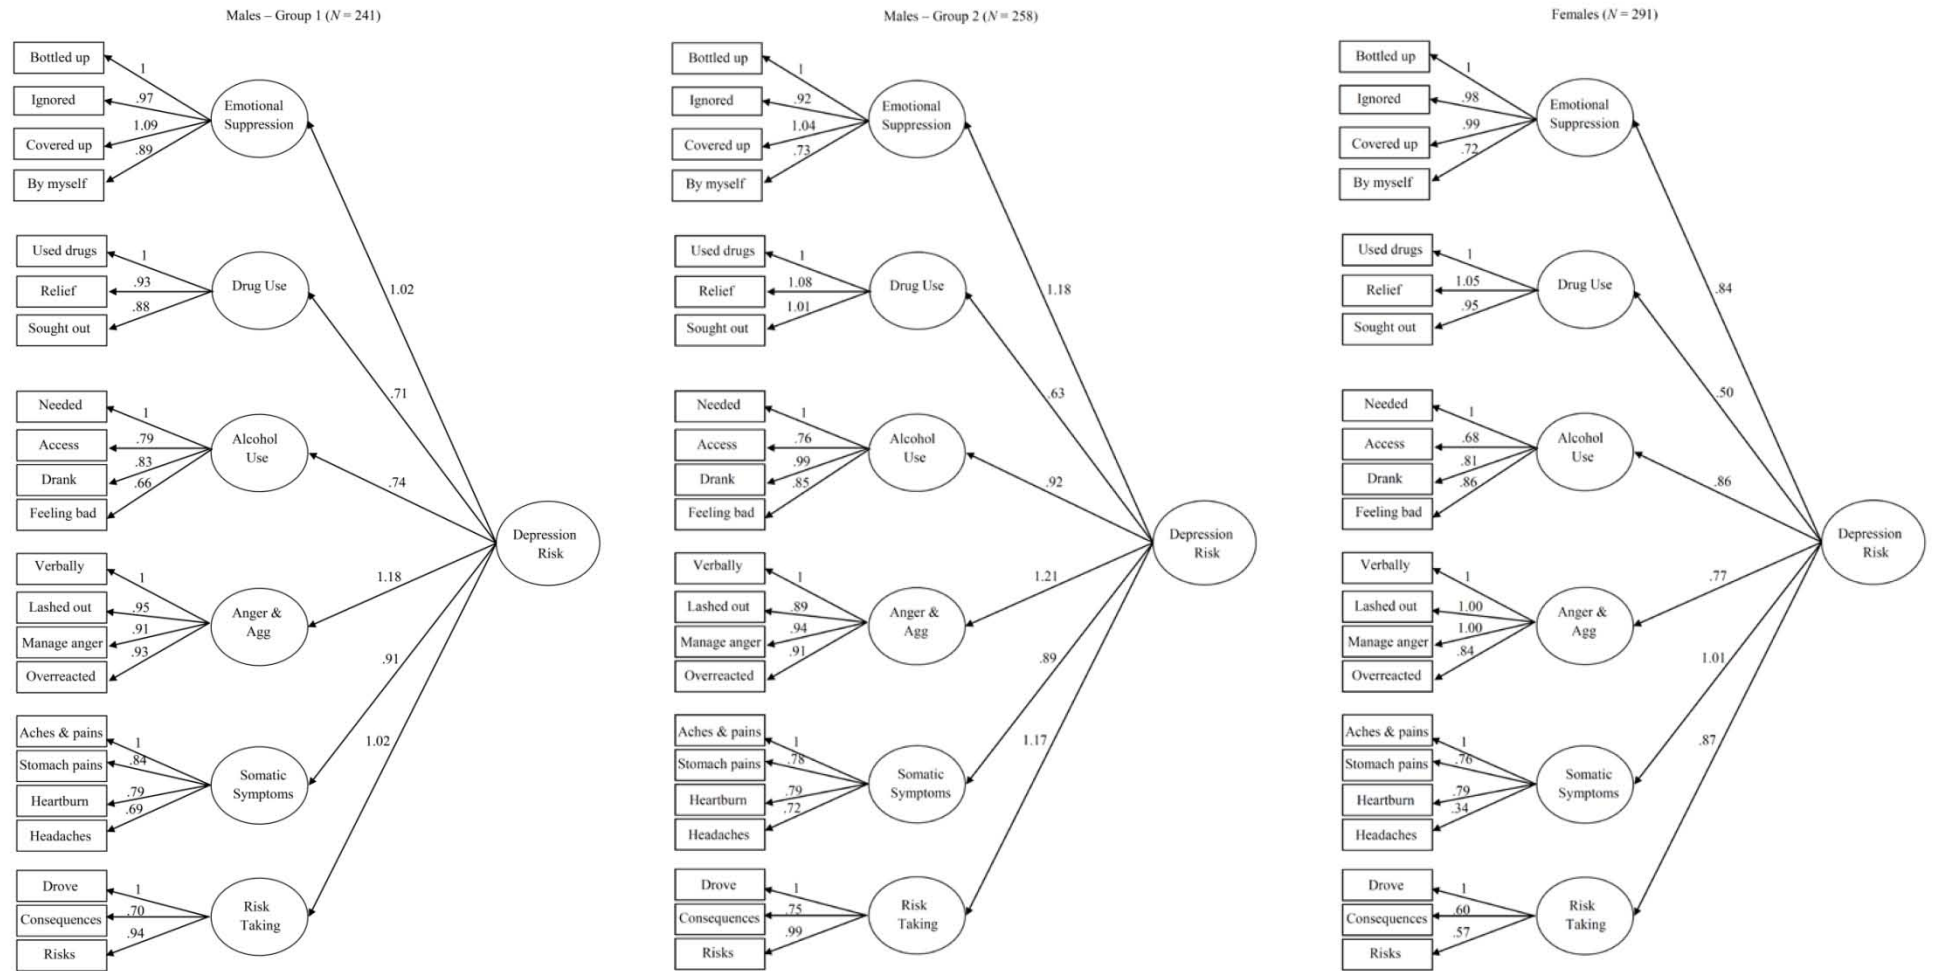 Males – Group 1 (N = 241)
Bottled up
1
Ignored
.97
Covered up
1.09
By myself
.89
Emotional
Suppression
Used drugs
1
Relief
.93
Sought out
.88
Drug Use
Needed
1
Access
.79
Drank
.83
Feeling bad
.66
Alcohol
Use
Verbally
1
Lashed out
.95
Manage anger
.91
Overreacted
.93
Anger &
Agg
Aches & pains
1
Stomach pains
.84
Heartburn
.79
Headaches
.69
Somatic
Symptoms
Drove
1
Consequences
.70
Risks
.94
Risk
Taking
1.02
.71
.74
1.18
.91
1.02
Depression
Risk
Males – Group 2 (N = 258)
Bottled up
1
Ignored
.92
Covered up
1.04
By myself
.73
Emotional
Suppression
Used drugs
1
Relief
1.08
Sought out
1.01
Drug Use
Needed
1
Access
.76
Drank
.99
Feeling bad
.85
Alcohol
Use
Verbally
1
Lashed out
.89
Manage anger
.94
Overreacted
.91
Anger &
Agg
Aches & pains
1
Stomach pains
.78
Heartburn
.79
Headaches
.72
Somatic
Symptoms
Drove
1
Consequences
.75
Risks
.99
Risk
Taking
1.18
.63
.92
1.21
.89
1.17
Depression
Risk
Females (N = 291)
Bottled up
1
Ignored
.98
Covered up
.99
By myself
.72
Emotional
Suppression
Used drugs
1
Relief
1.05
Sought out
.95
Drug Use
Needed
1
Access
.68
Drank
.81
Feeling bad
.86
Alcohol
Use
Verbally
1
Lashed out
1.00
Manage anger
1.00
Overreacted
.84
Anger &
Agg
Aches & pains
1
Stomach pains
.76
Heartburn
.79
Headaches
.34
Somatic
Symptoms
Drove
1
Consequences
.60
Risks
.57
Risk
Taking
.84
.50
.86
.77
1.01
.87
Depression
Risk